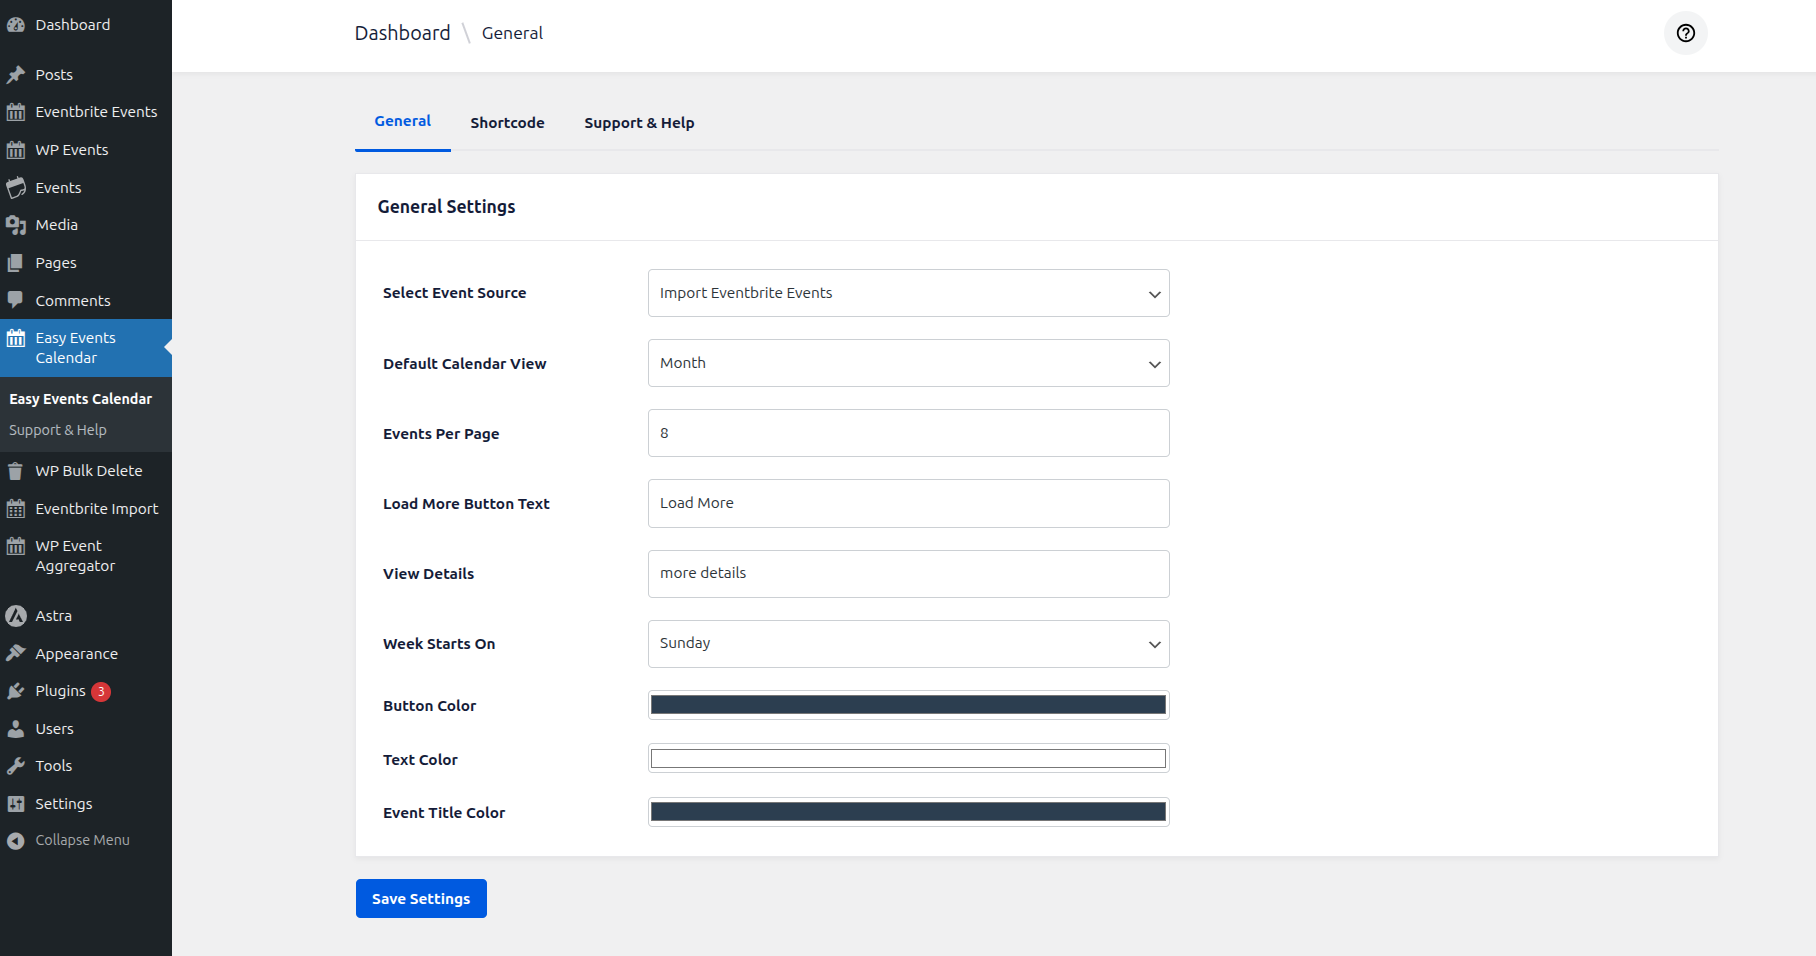 Dashboard
Posts
Eventbrite Events
WP Events
Events
Media
Pages
Comments
Easy Events
Calendar
Easy Events Calendar
Support & Help
WP Bulk Delete
Eventbrite Import
WP Event
Aggregator
Astra
Appearance
Plugins 3
Users
Tools
Settings
Collapse Menu
Dashboard \ General
General Shortcode Support & Help
General Settings
Select Event Source Import Eventbrite Events
Default Calendar View Month
Events Per Page 8
Load More Button Text Load More
View Details more details
Week Starts On Sunday
Button Color
Text Color
Event Title Color
Save Settings